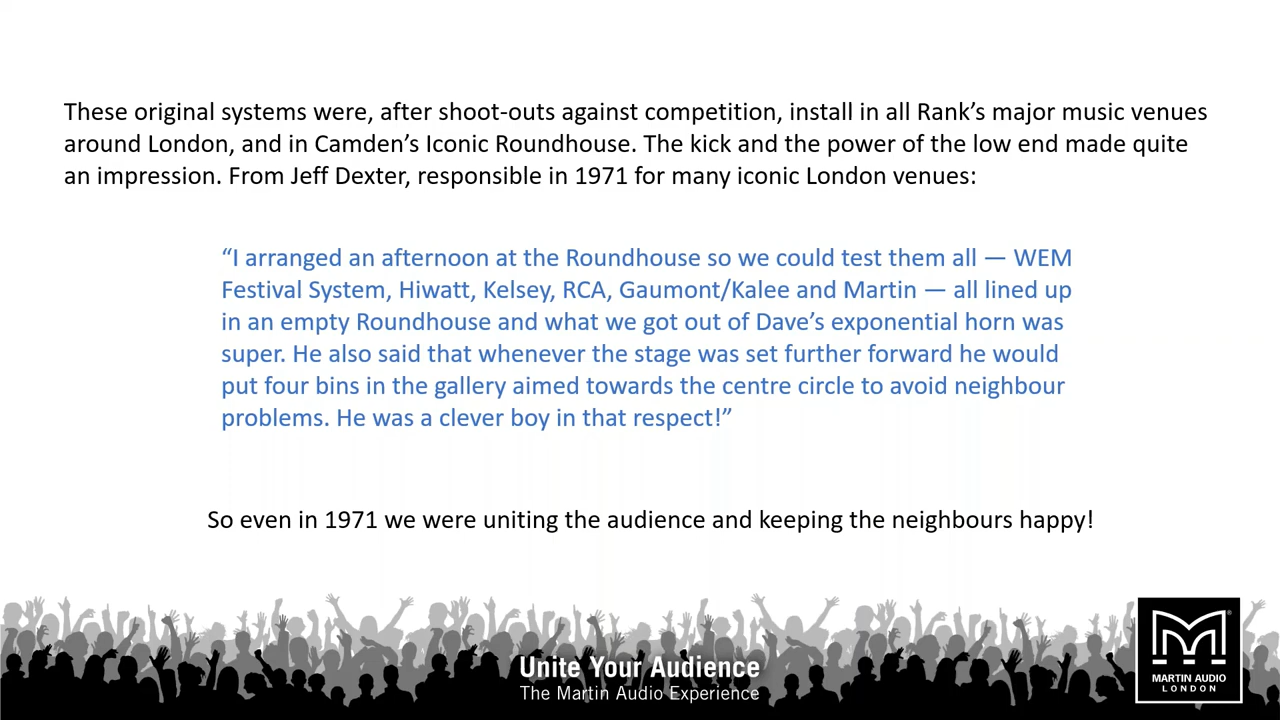 These original systems were, after shoot-outs against competition, install in all Rank’s major music venues
around London, and in Camden’s Iconic Roundhouse. The kick and the power of the low end made quite
an impression. From Jeff Dexter, responsible in 1971 for many iconic London venues:
“I arranged an afternoon at the Roundhouse so we could test them all — WEM
Festival System, Hiwatt, Kelsey, RCA, Gaumont/Kalee and Martin — all lined up
in an empty Roundhouse and what we got out of Dave’s exponential horn was
super. He also said that whenever the stage was set further forward he would
put four bins in the gallery aimed towards the centre circle to avoid neighbour
problems. He was a clever boy in that respect!”
So even in 1971 we were uniting the audience and keeping the neighbours happy!
Unite Your Audience
The Martin Audio Experience
MARTIN AUDIO
LONDON